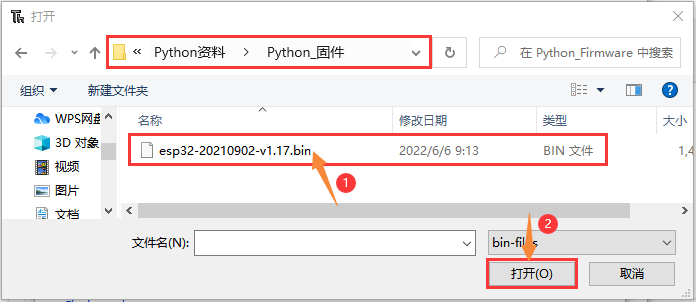 打开
« Python资料 > Python_固件
在 Python_Firmware 中搜索
组织 新建文件夹
名称 修改日期 类型 大小
WPS网盘
3D 对象
esp32-20210902-v1.17.bin 2022/6/6 9:13 BIN 文件 1,4
1
视频
图片
文档
2
文件名(N): bin-files
打开(O) 取消